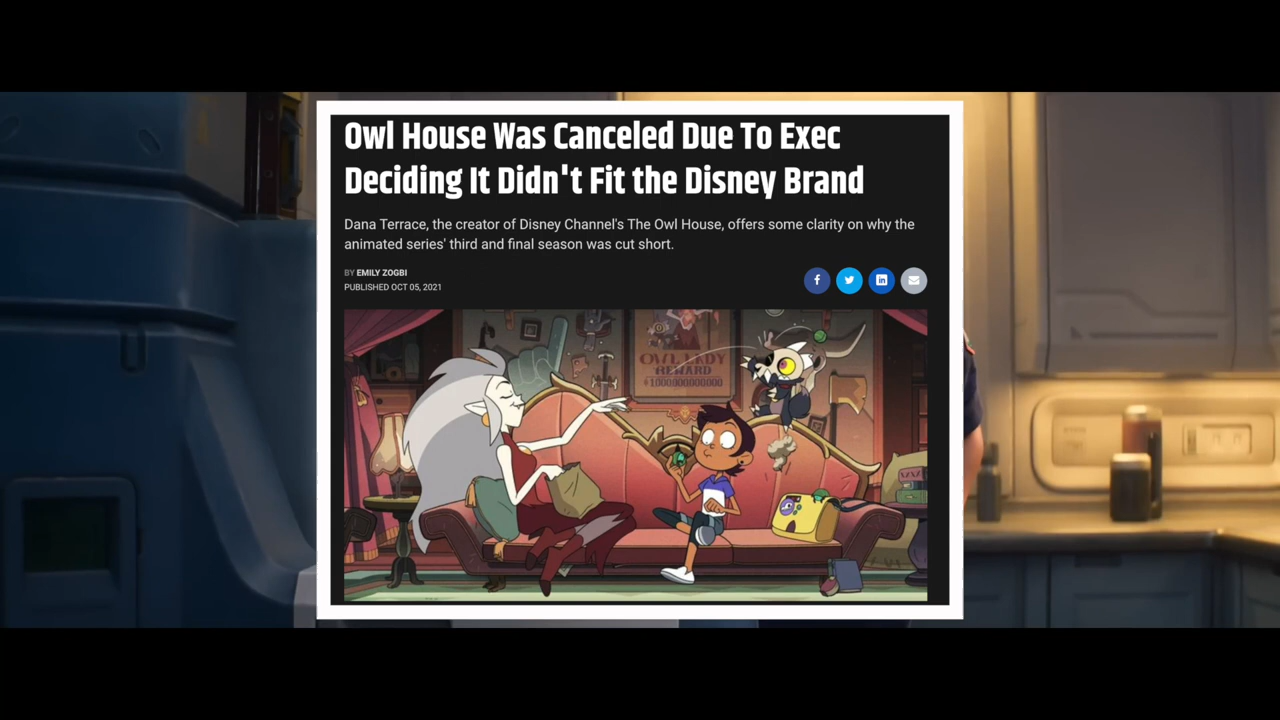 Owl House Was Canceled Due To Exec
Deciding It Didn't Fit the Disney Brand
Dana Terrace, the creator of Disney Channel's The Owl House, offers some clarity on why the
animated series' third and final season was cut short.
BY EMILY ZOGBI
PUBLISHED OCT 05, 2021
OWL LADY
REWARD
$1000000000000